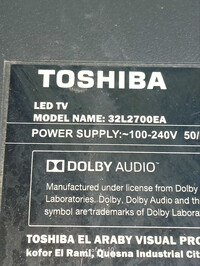 TOSHIBA
LED TV
MODEL NAME: 32L2700EA
POWER SUPPLY:~100-240V 50/
DOLBY AUDIO™
Manufactured under license from Dolby
Laboratories. Dolby, Dolby Audio and the
symbol are trademarks of Dolby Labora
TOSHIBA EL ARABY VISUAL PRO
kofor El Raml, Quesna Industrial Cit